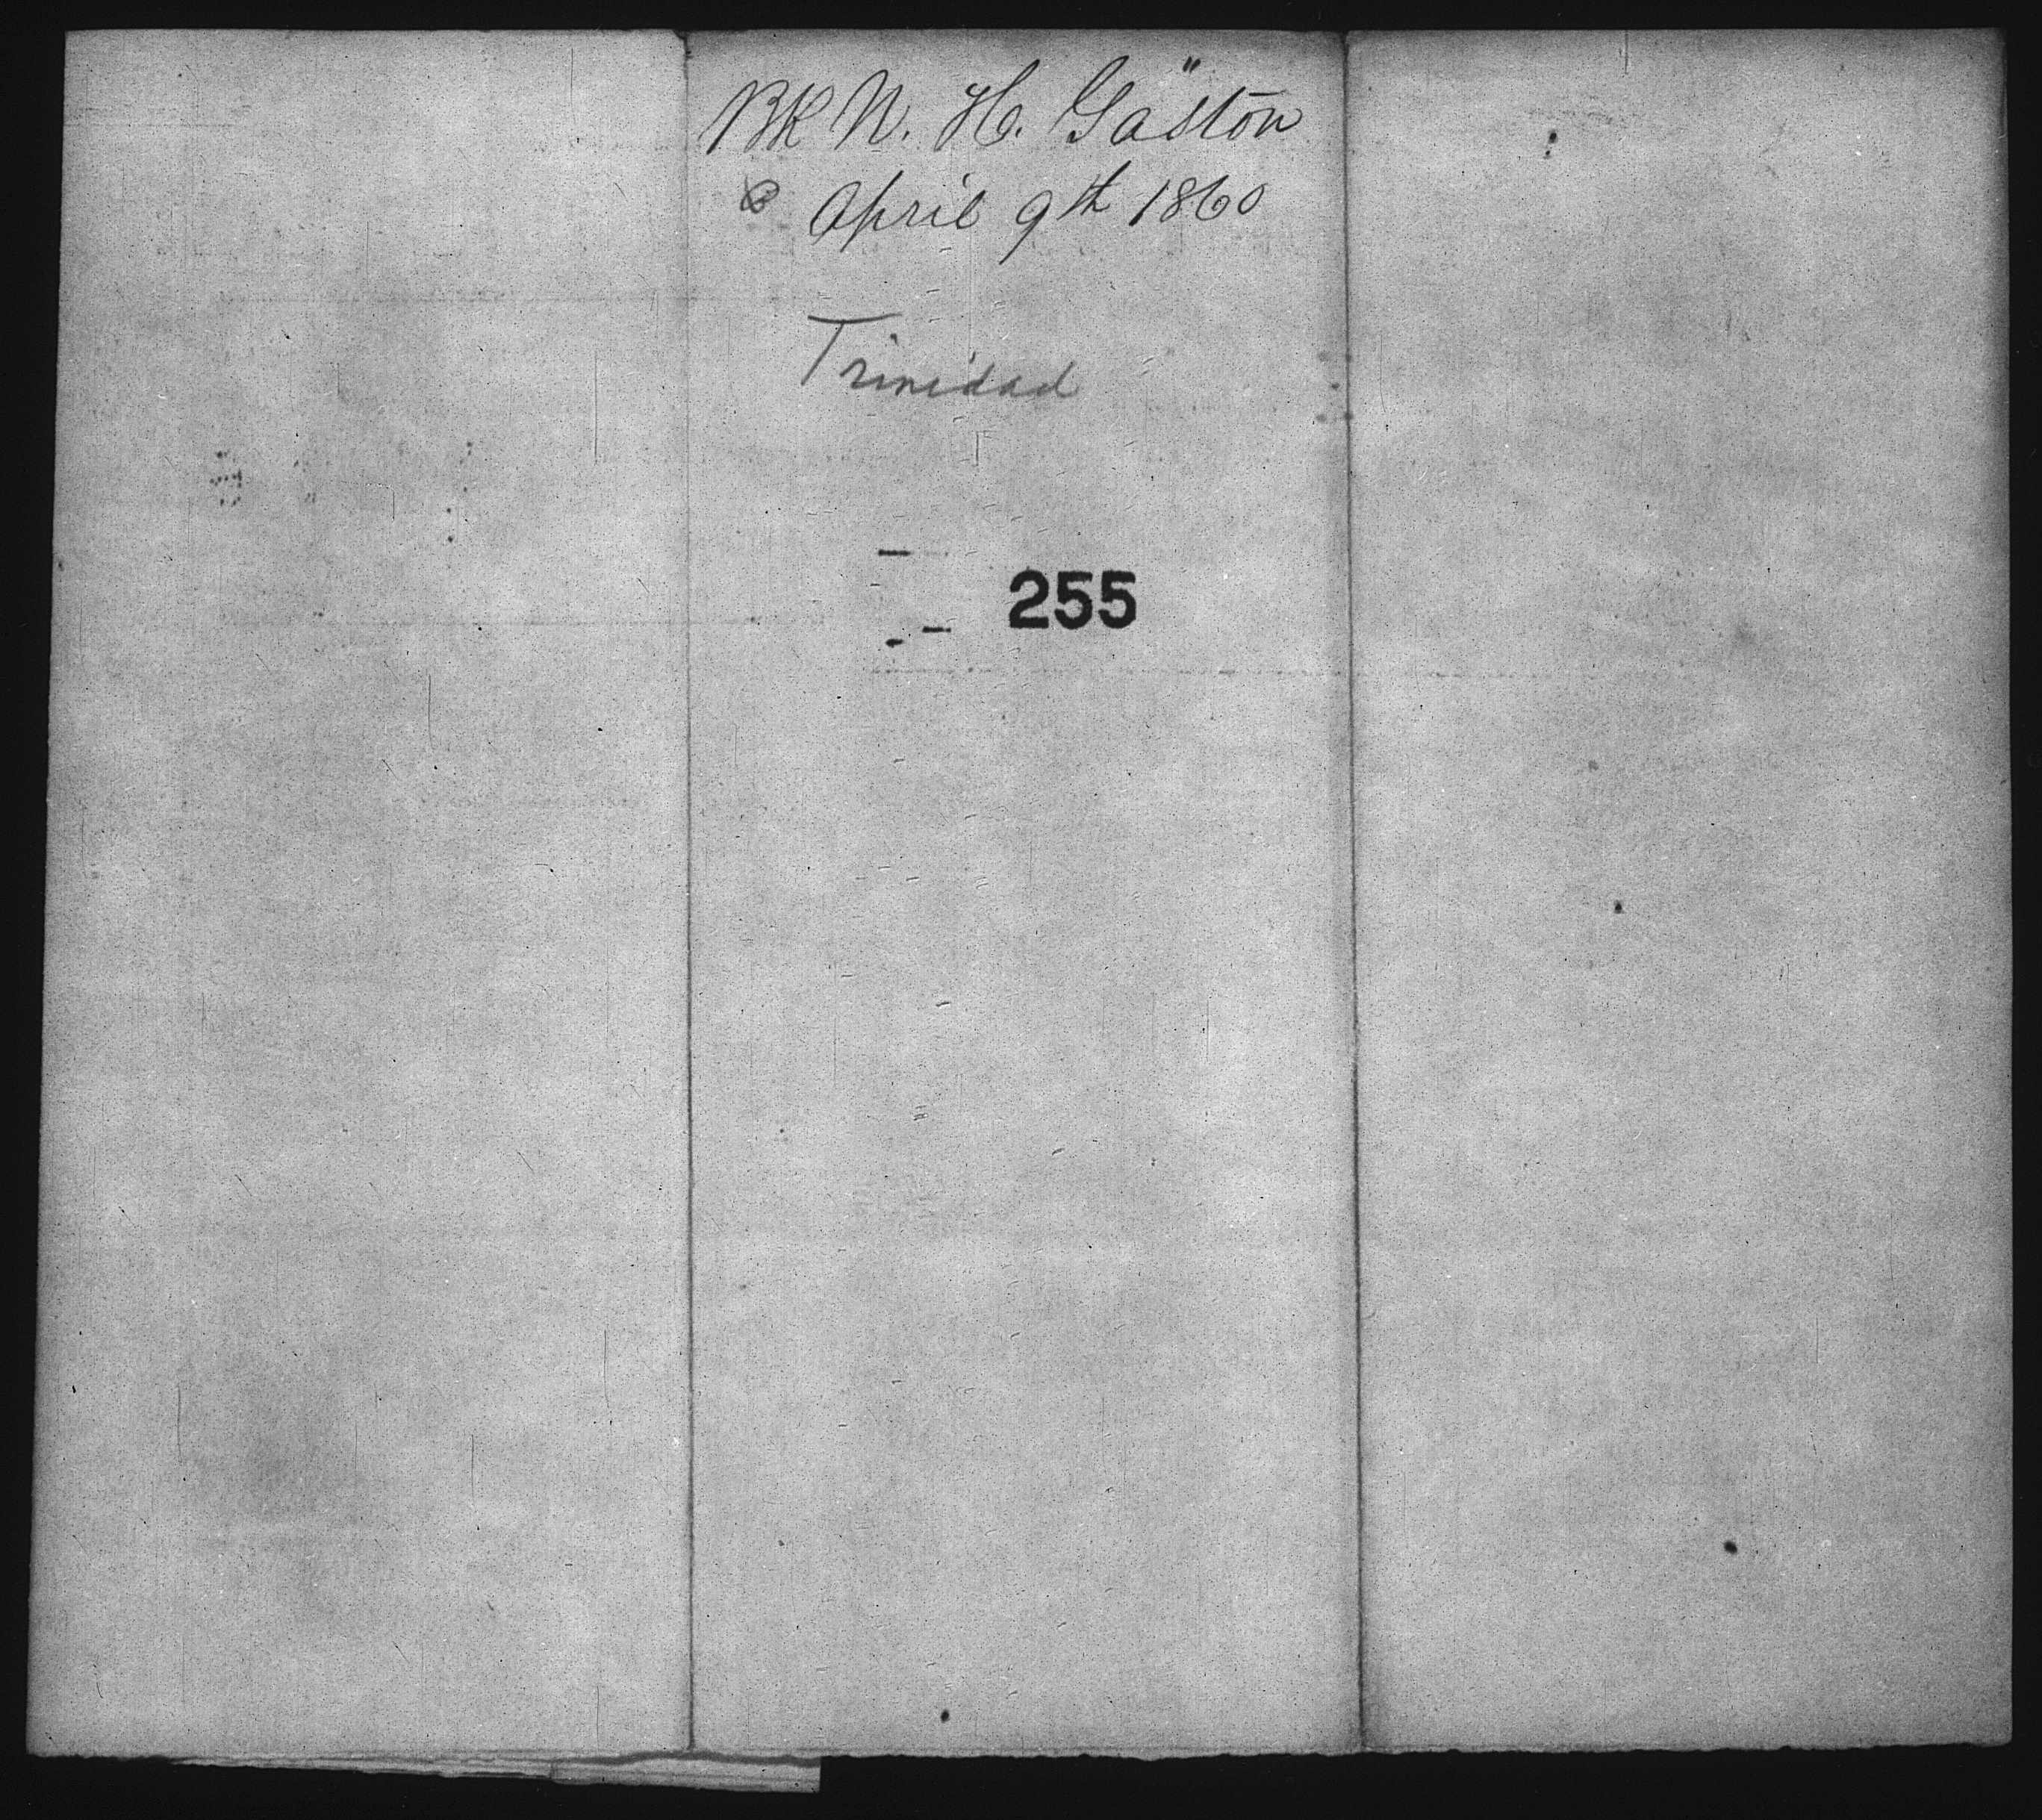 BK W. H. Gaston
April 9th 1860
Trinidad
255